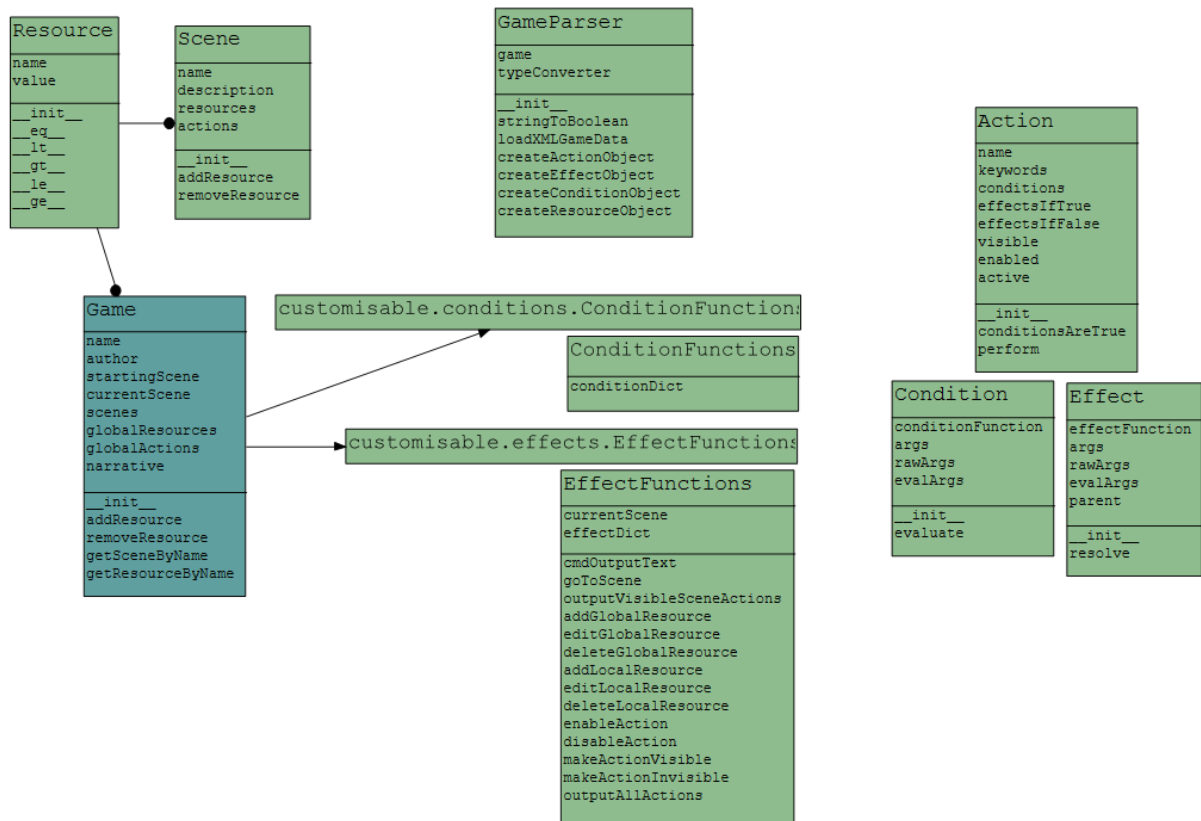 Resource
name
value
__init__
__eq__
__lt__
__gt__
__le__
__ge__
Scene
name
description
resources
actions
__init__
addResource
removeResource
GameParser
game
typeConverter
__init__
stringToBoolean
loadXMLGameData
createActionObject
createEffectObject
createConditionObject
createResourceObject
Action
name
keywords
conditions
effectsIfTrue
effectsIfFalse
visible
enabled
active
__init__
conditionsAreTrue
perform
Game
name
author
startingScene
currentScene
scenes
globalResources
globalActions
narrative
__init__
addResource
removeResource
getSceneByName
getResourceByName
customisable.conditions.ConditionFunctions
ConditionFunctions
conditionDict
customisable.effects.EffectFunctions
EffectFunctions
currentScene
effectDict
cmdOutputText
goToScene
outputVisibleSceneActions
addGlobalResource
editGlobalResource
deleteGlobalResource
addLocalResource
editLocalResource
deleteLocalResource
enableAction
disableAction
makeActionVisible
makeActionInvisible
outputAllActions
Condition
conditionFunction
args
rawArgs
evalArgs
__init__
evaluate
Effect
effectFunction
args
rawArgs
evalArgs
parent
__init__
resolve